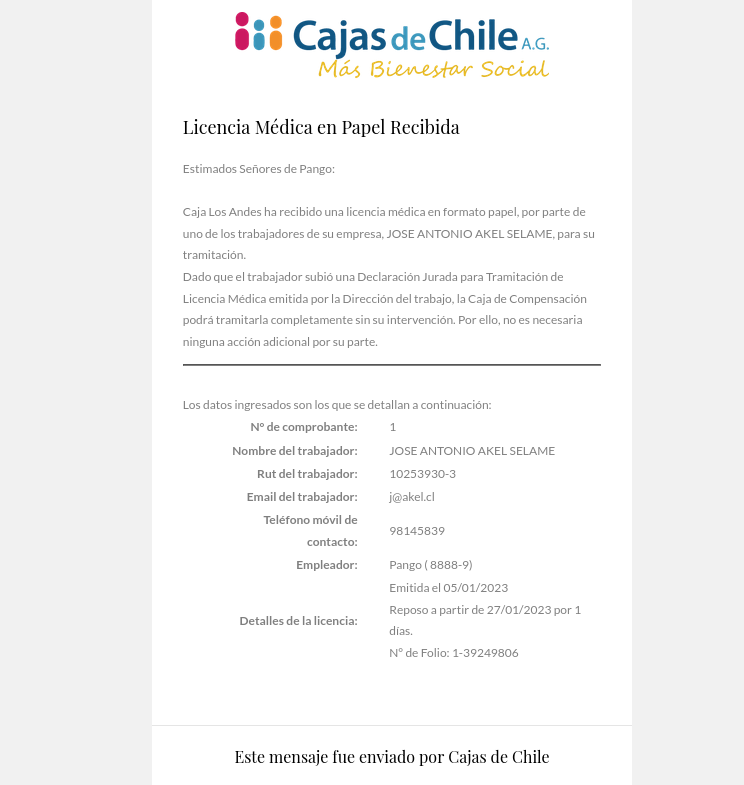 Cajas de Chile A.G.
Más Bienestar Social
Licencia Médica en Papel Recibida
Estimados Señores de Pango:
Caja Los Andes ha recibido una licencia médica en formato papel, por parte de
uno de los trabajadores de su empresa, JOSE ANTONIO AKEL SELAME, para su
tramitación.
Dado que el trabajador subió una Declaración Jurada para Tramitación de
Licencia Médica emitida por la Dirección del trabajo, la Caja de Compensación
podrá tramitarla completamente sin su intervención. Por ello, no es necesaria
ninguna acción adicional por su parte.
Los datos ingresados son los que se detallan a continuación:
N° de comprobante: 1
Nombre del trabajador: JOSE ANTONIO AKEL SELAME
Rut del trabajador: 10253930-3
Email del trabajador: j@akel.cl
Teléfono móvil de
contacto: 98145839
Empleador: Pango ( 8888-9)
Detalles de la licencia: Emitida el 05/01/2023
Reposo a partir de 27/01/2023 por 1
días.
N° de Folio: 1-39249806
Este mensaje fue enviado por Cajas de Chile